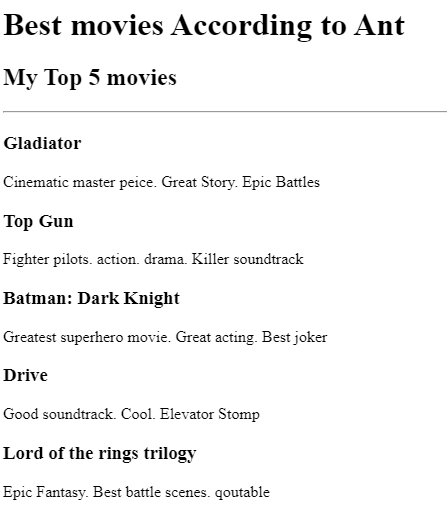 Best movies According to Ant
My Top 5 movies
Gladiator
Cinematic master peice. Great Story. Epic Battles
Top Gun
Fighter pilots. action. drama. Killer soundtrack
Batman: Dark Knight
Greatest superhero movie. Great acting. Best joker
Drive
Good soundtrack. Cool. Elevator Stomp
Lord of the rings trilogy
Epic Fantasy. Best battle scenes. qoutable